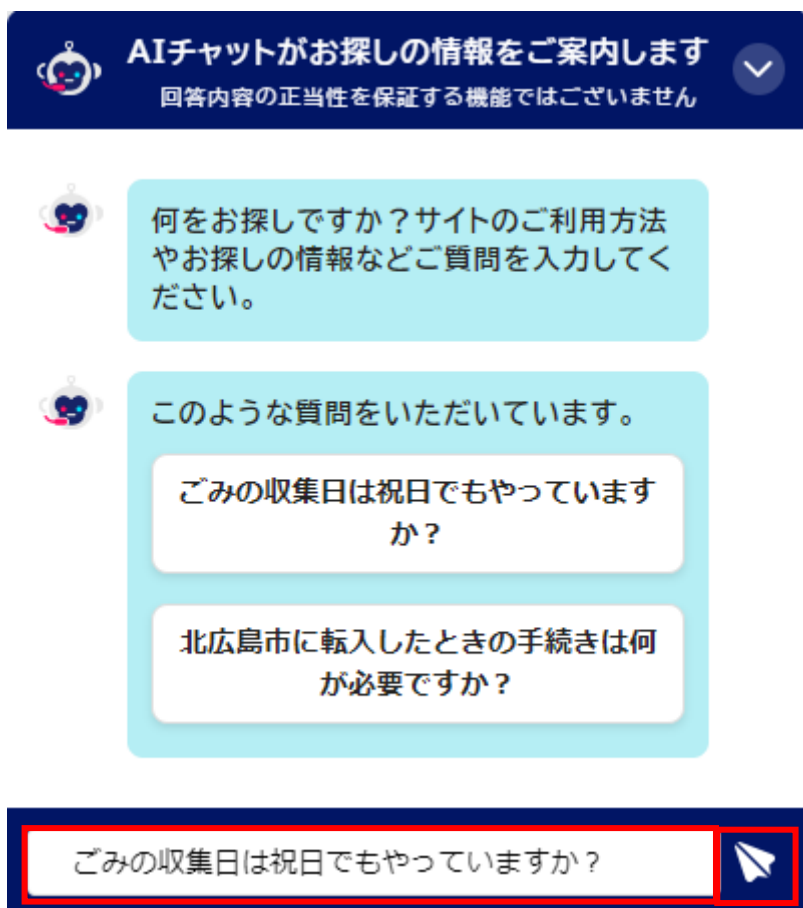 AIチャットがお探しの情報をご案内します
回答内容の正当性を保証する機能ではございません
何をお探しですか？サイトのご利用方法
やお探しの情報などご質問を入力してく
ださい。
このような質問をいただいています。
ごみの収集日は祝日でもやっています
か？
北広島市に転入したときの手続きは何
が必要ですか？
ごみの収集日は祝日でもやっていますか？